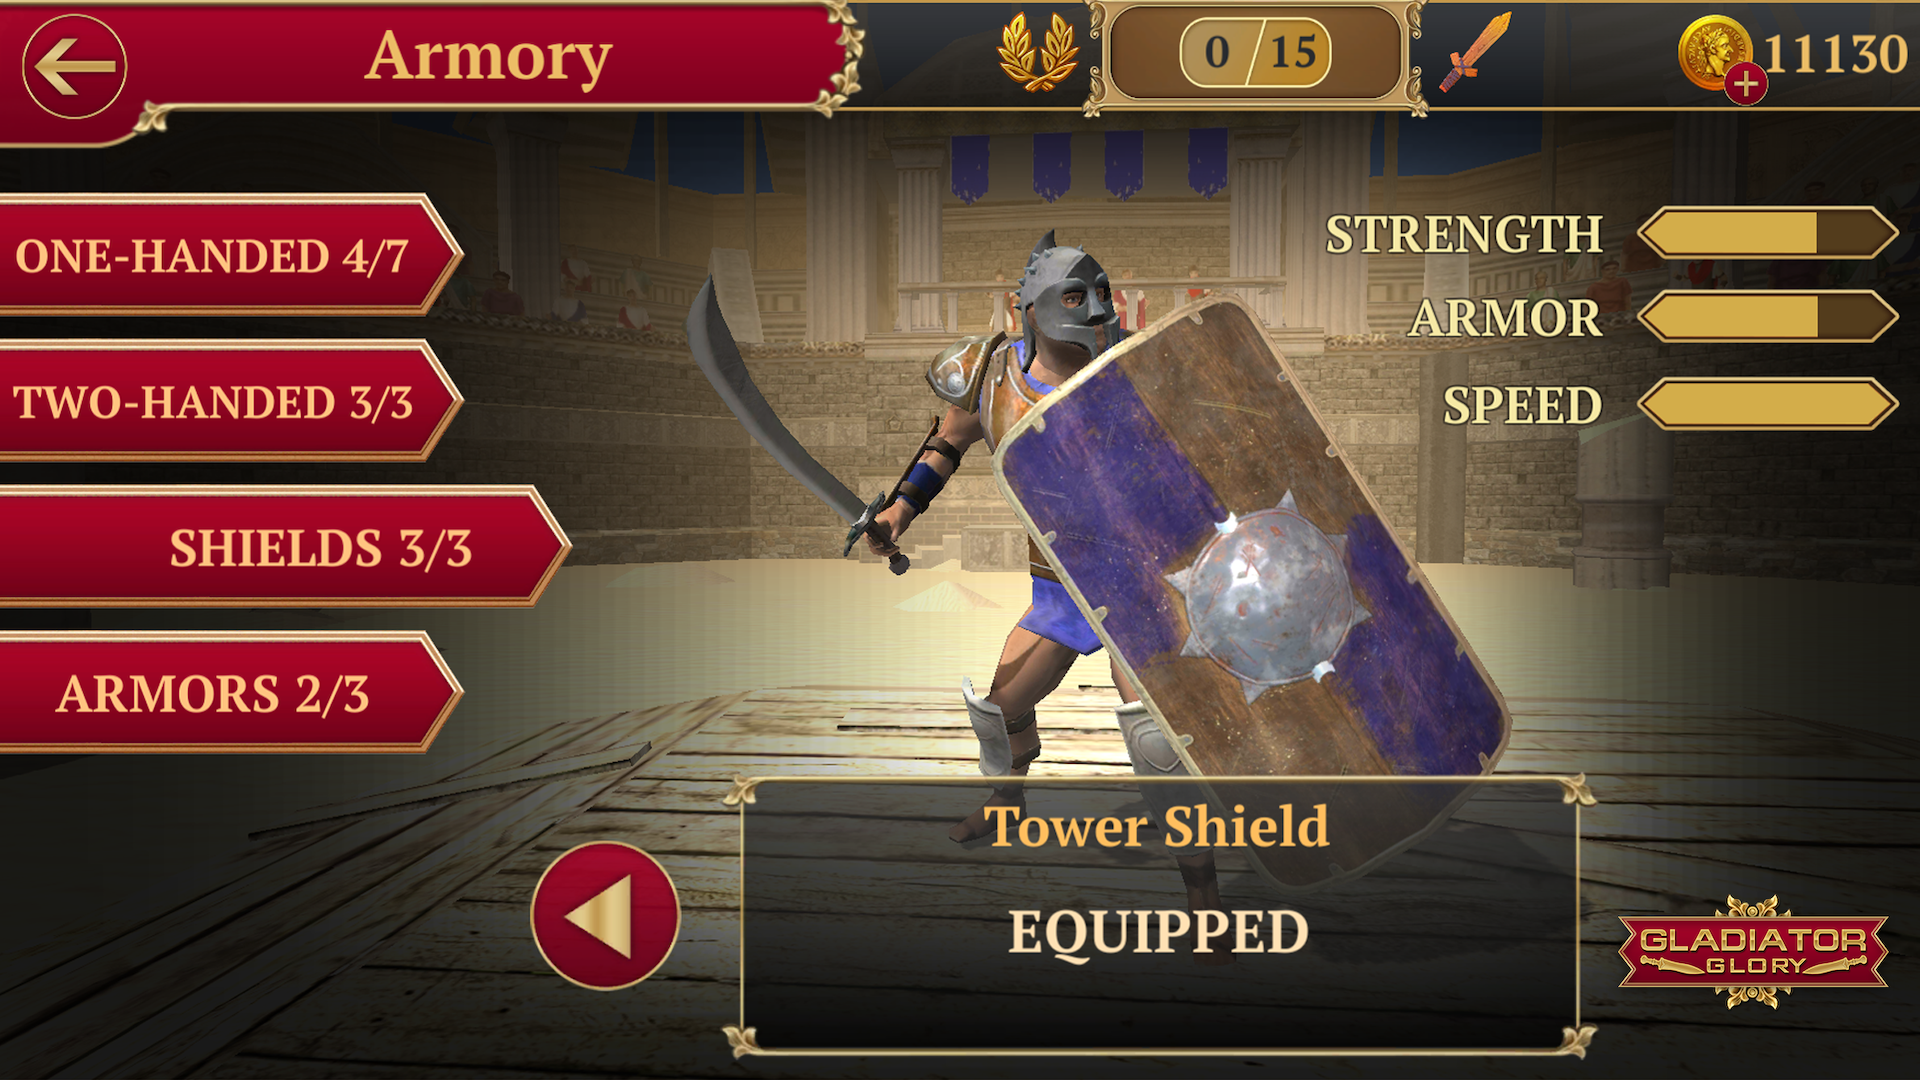 Armory
0/15
11130
ONE-HANDED 4/7
TWO-HANDED 3/3
SHIELDS 3/3
ARMORS 2/3
STRENGTH
ARMOR
SPEED
Tower Shield
EQUIPPED
GLADIATOR
GLORY